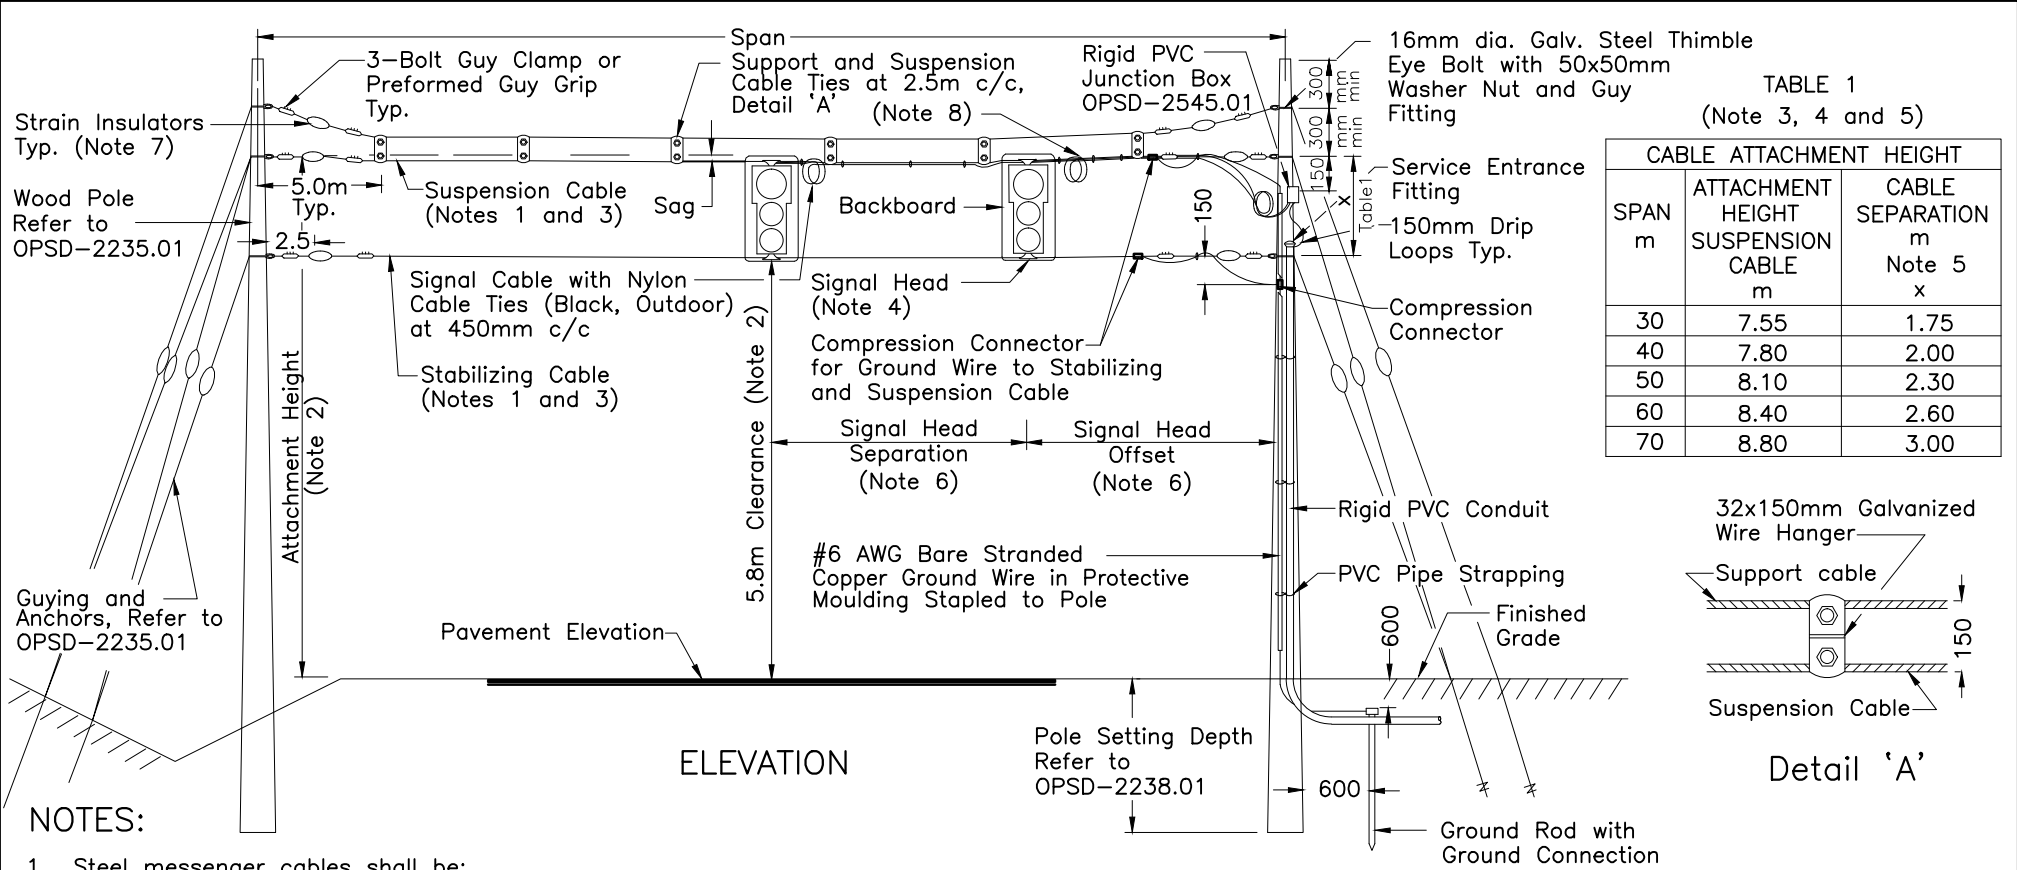 Span
3-Bolt Guy Clamp or
Preformed Guy Grip
Typ.
Support and Suspension
Cable Ties at 2.5m c/c,
Detail 'A'
(Note 8)
Rigid PVC
Junction Box
OPSD-2545.01
300
mm
min
300
mm
min
150
x
Table1
16mm dia. Galv. Steel Thimble
Eye Bolt with 50x50mm
Washer Nut and Guy
Fitting
Strain Insulators
Typ. (Note 7)
Wood Pole
Refer to
OPSD-2235.01
5.0m
Typ.
2.5
Suspension Cable
(Notes 1 and 3)
Sag
Backboard
150
Service Entrance
Fitting
150mm Drip
Loops Typ.
Signal Cable with Nylon
Cable Ties (Black, Outdoor)
at 450mm c/c
Signal Head
(Note 4)
Compression
Connector
Compression Connector
for Ground Wire to Stabilizing
and Suspension Cable
Stabilizing Cable
(Notes 1 and 3)
Attachment Height
(Note 2)
5.8m Clearance (Note 2)
Signal Head
Separation
(Note 6)
Signal Head
Offset
(Note 6)
Rigid PVC Conduit
#6 AWG Bare Stranded
Copper Ground Wire in Protective
Moulding Stapled to Pole
PVC Pipe Strapping
Guying and
Anchors, Refer to
OPSD-2235.01
Pavement Elevation
600
Finished
Grade
Pole Setting Depth
Refer to
OPSD-2238.01
600
Ground Rod with
Ground Connection
ELEVATION
TABLE 1
(Note 3, 4 and 5)
CABLE ATTACHMENT HEIGHT
SPAN
m
ATTACHMENT
HEIGHT
SUSPENSION
CABLE
m
CABLE
SEPARATION
m
Note 5
x
30 7.55 1.75
40 7.80 2.00
50 8.10 2.30
60 8.40 2.60
70 8.80 3.00
32x150mm Galvanized
Wire Hanger
Support cable
150
Suspension Cable
Detail 'A'
NOTES:
1. Steel messenger cables shall be: